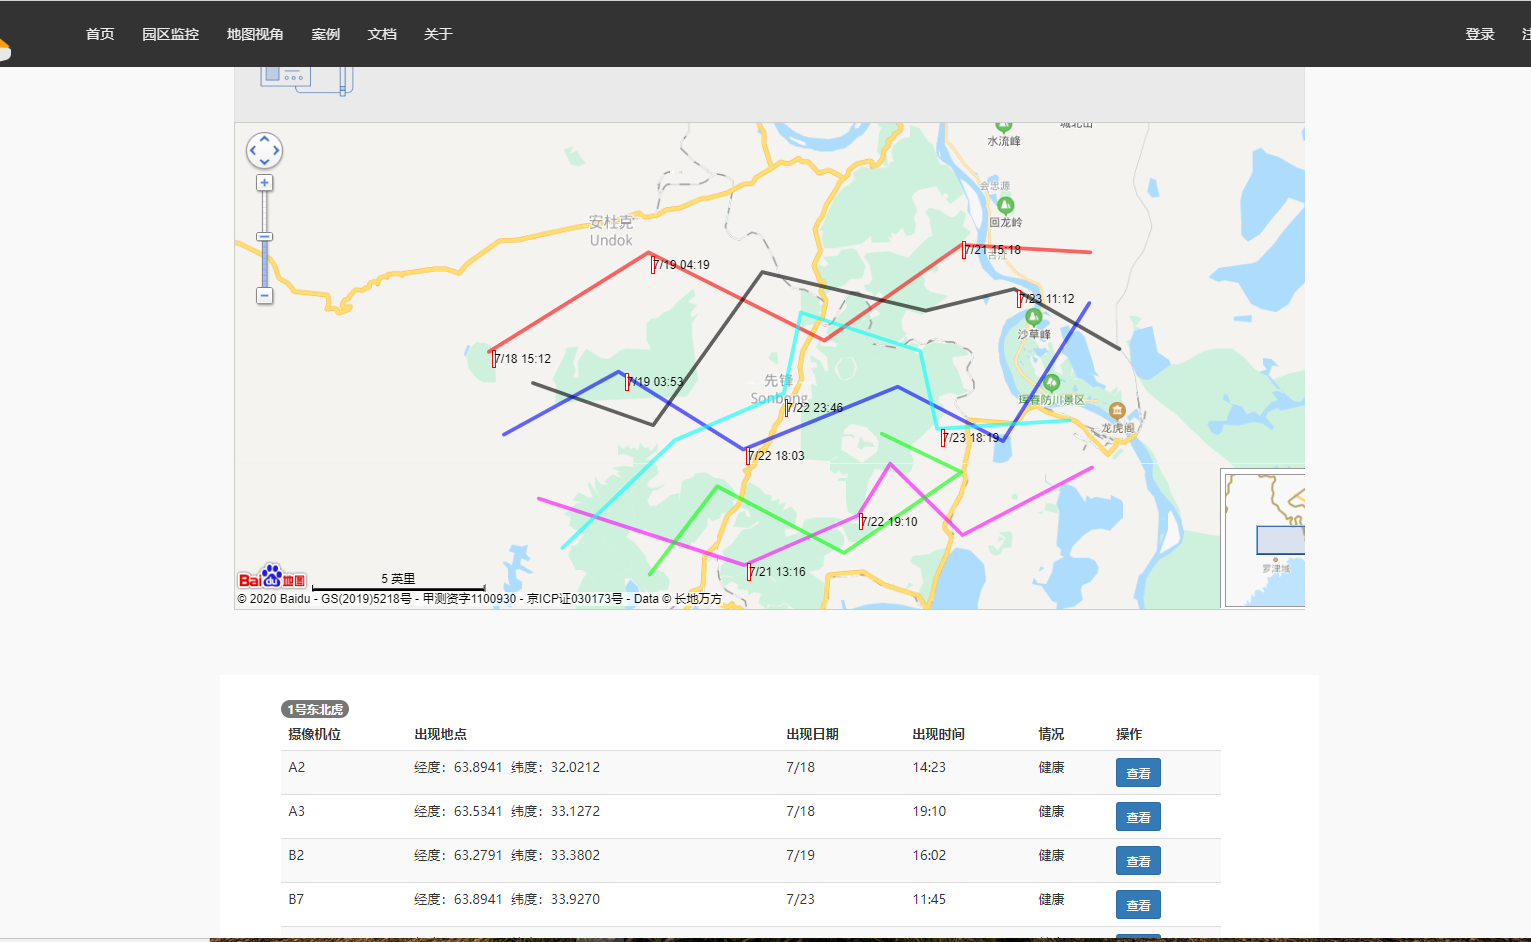 首页 园区监控 地图视角 案例 文档 关于 登录
水流峰
会忠源
回龙岭
安杜克
Undok
7/21 15:18
古江
7/19 04:19
7/23 11:12
沙草峰
7/18 15:12
7/19 03:53
先锋
Sonbong
7/22 23:46
珲春防川景区
龙虎阁
7/23 18:19
7/22 18:03
7/22 19:10
7/21 13:16
罗津域
5 英里
Bai du 地图
© 2020 Baidu - GS(2019)5218号 - 甲测资字1100930 - 京ICP证030173号 - Data © 长地万方
1号东北虎
摄像机位 出现地点 出现日期 出现时间 情况 操作
A2 经度：63.8941 纬度：32.0212 7/18 14:23 健康 查看
A3 经度：63.5341 纬度：33.1272 7/18 19:10 健康 查看
B2 经度：63.2791 纬度：33.3802 7/19 16:02 健康 查看
B7 经度：63.8941 纬度：33.9270 7/23 11:45 健康 查看